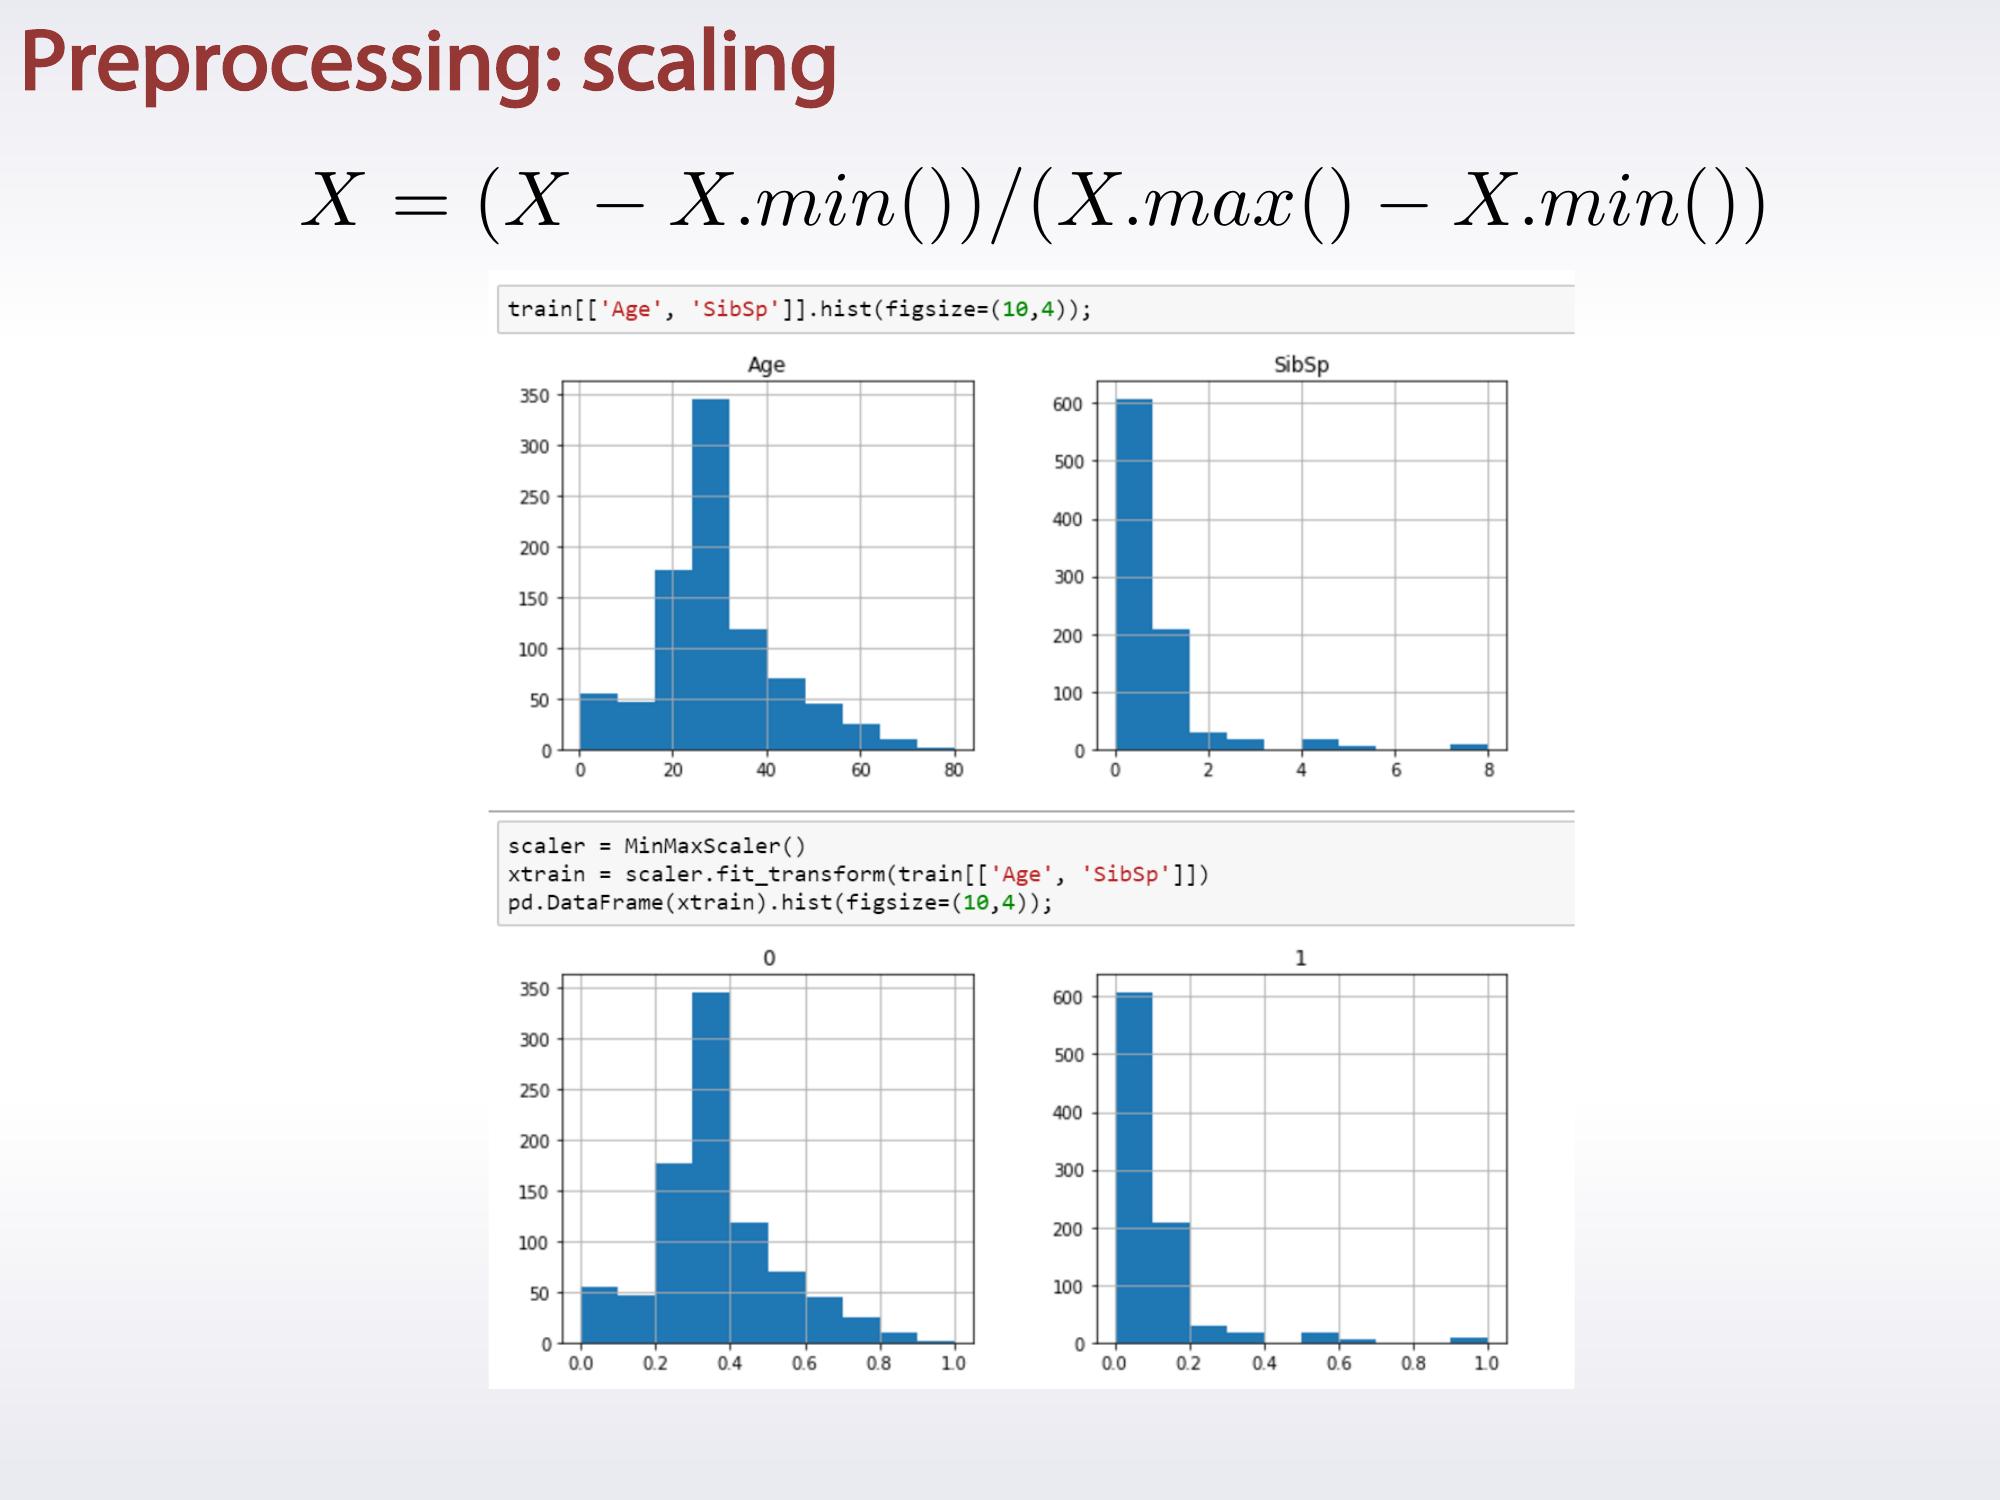 Preprocessing: scaling
X = (X − X.min())/(X.max() − X.min())
train[['Age', 'SibSp']].hist(figsize=(10,4));
Age
350
300
250
200
150
100
50
0
0 20 40 60 80
SibSp
600
500
400
300
200
100
0
0 2 4 6 8
scaler = MinMaxScaler()
xtrain = scaler.fit_transform(train[['Age', 'SibSp']])
pd.DataFrame(xtrain).hist(figsize=(10,4));
0
350
300
250
200
150
100
50
0
0.0 0.2 0.4 0.6 0.8 1.0
1
600
500
400
300
200
100
0
0.0 0.2 0.4 0.6 0.8 1.0